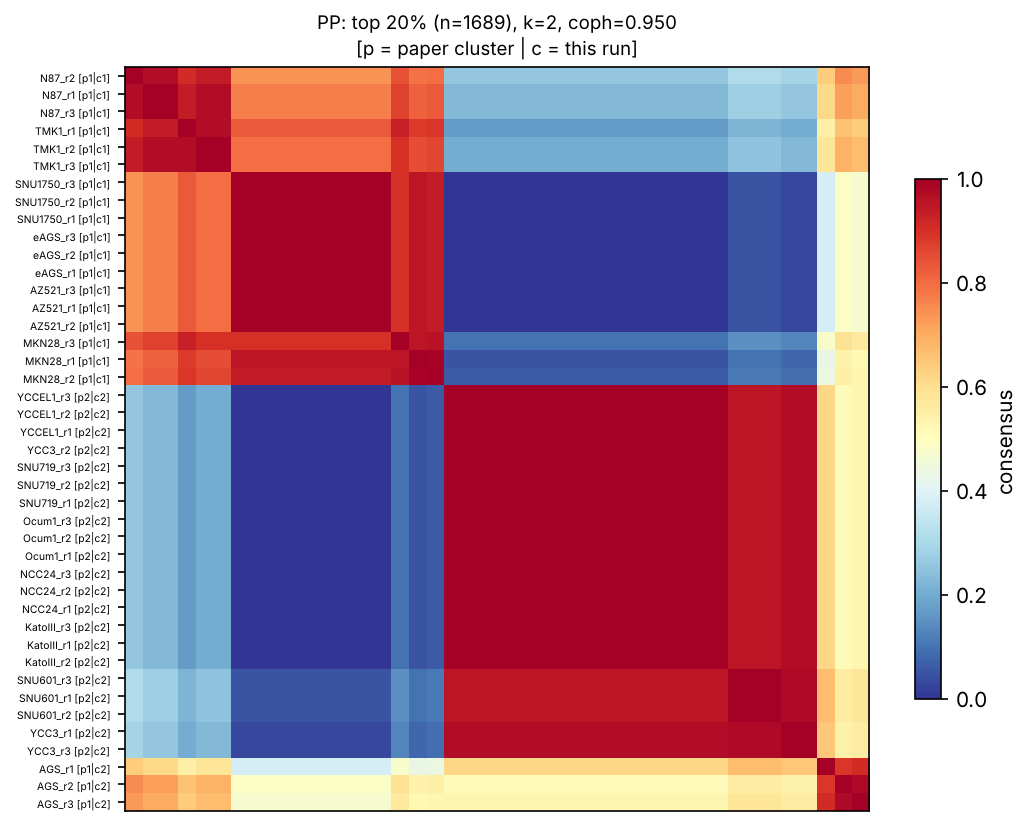 PP: top 20% (n=1689), k=2, coph=0.950
[p = paper cluster | c = this run]
N87_r2 [p1|c1]
N87_r1 [p1|c1]
N87_r3 [p1|c1]
TMK1_r1 [p1|c1]
TMK1_r2 [p1|c1]
TMK1_r3 [p1|c1]
SNU1750_r3 [p1|c1]
SNU1750_r2 [p1|c1]
SNU1750_r1 [p1|c1]
eAGS_r3 [p1|c1]
eAGS_r2 [p1|c1]
eAGS_r1 [p1|c1]
AZ521_r3 [p1|c1]
AZ521_r1 [p1|c1]
AZ521_r2 [p1|c1]
MKN28_r3 [p1|c1]
MKN28_r1 [p1|c1]
MKN28_r2 [p1|c1]
YCCEL1_r3 [p2|c2]
YCCEL1_r2 [p2|c2]
YCCEL1_r1 [p2|c2]
YCC3_r2 [p2|c2]
SNU719_r3 [p2|c2]
SNU719_r2 [p2|c2]
SNU719_r1 [p2|c2]
Ocum1_r3 [p2|c2]
Ocum1_r2 [p2|c2]
Ocum1_r1 [p2|c2]
NCC24_r3 [p2|c2]
NCC24_r2 [p2|c2]
NCC24_r1 [p2|c2]
KatoIII_r3 [p2|c2]
KatoIII_r1 [p2|c2]
KatoIII_r2 [p2|c2]
SNU601_r3 [p2|c2]
SNU601_r1 [p2|c2]
SNU601_r2 [p2|c2]
YCC3_r1 [p2|c2]
YCC3_r3 [p2|c2]
AGS_r1 [p1|c2]
AGS_r2 [p1|c2]
AGS_r3 [p1|c2]
1.0
0.8
0.6
0.4
0.2
0.0
consensus